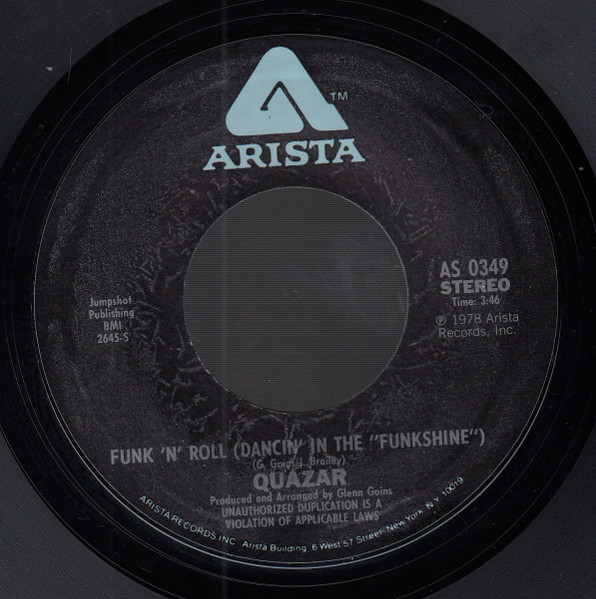 TM
ARISTA
AS 0349
STEREO
Time: 3:46
℗ 1978 Arista
Records, Inc.
Jumpshot
Publishing
BMI
2645-S
FUNK 'N' ROLL (DANCIN' IN THE "FUNKSHINE")
(G. Goins/J. Brailey)
QUAZAR
Produced and Arranged by Glenn Goins
UNAUTHORIZED DUPLICATION IS A
VIOLATION OF APPLICABLE LAWS
ARISTA RECORDS INC. Arista Building, 6 West 57 Street, New York, N.Y. 10019